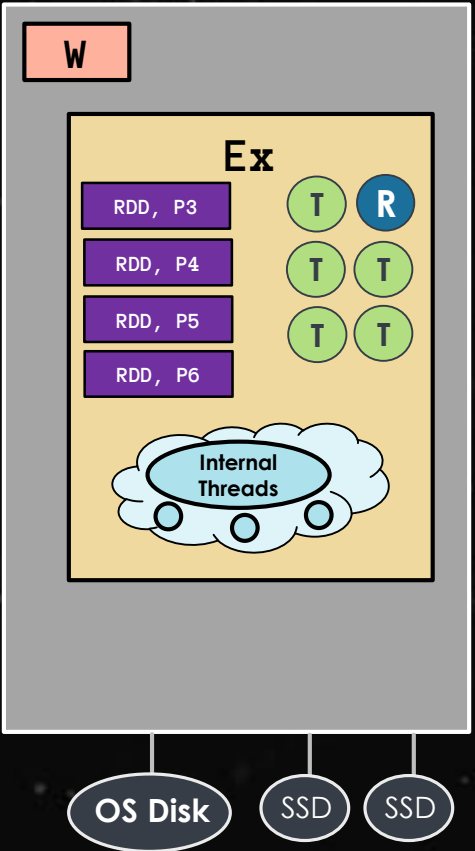 W
Ex
RDD, P3
T R
RDD, P4
T T
RDD, P5
T T
RDD, P6
Internal
Threads
OS Disk
SSD
SSD